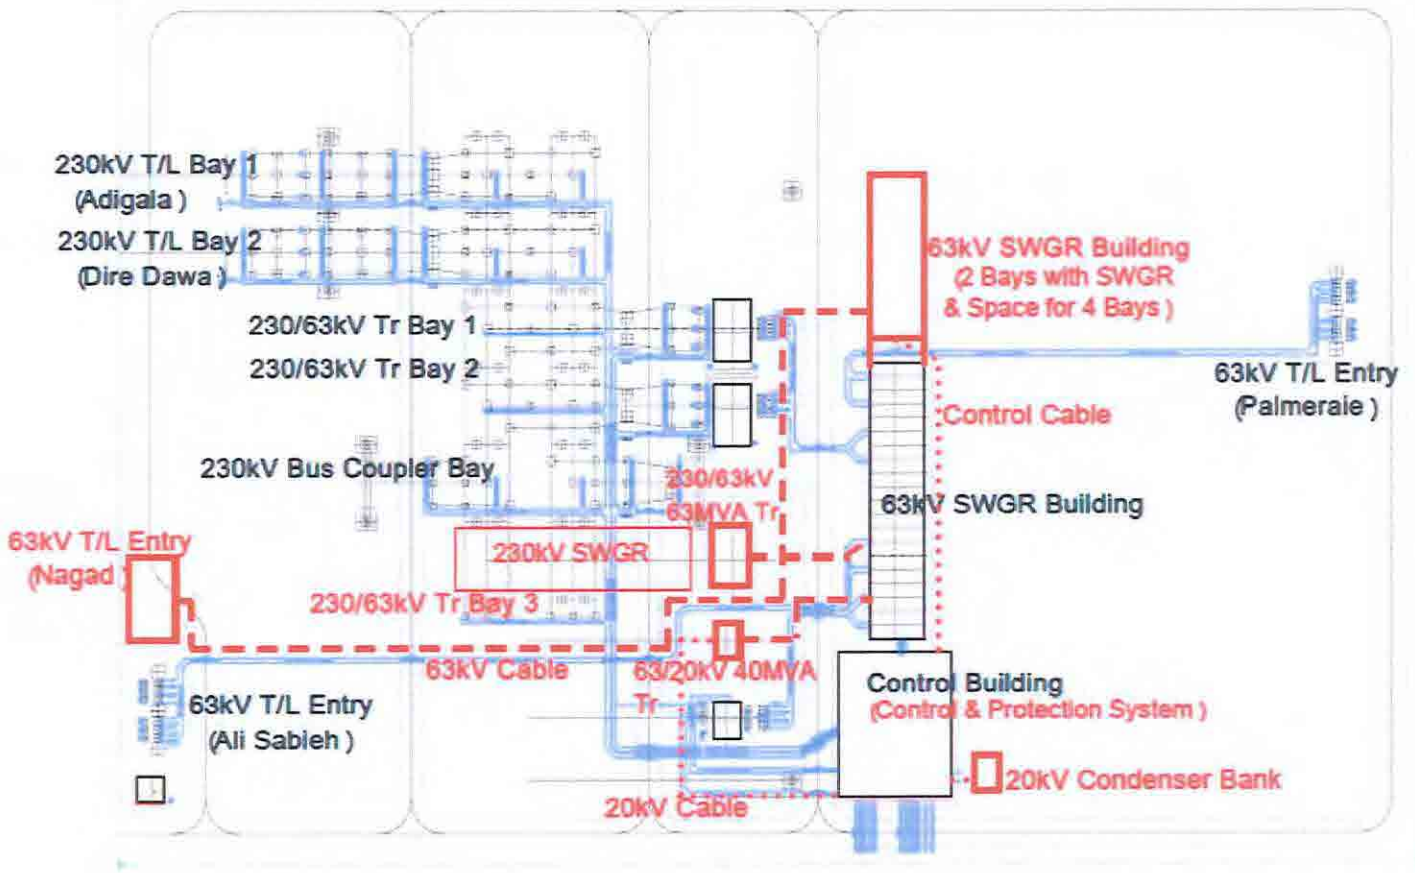 230kV T/L Bay 1
(Adigala )
230kV T/L Bay 2
(Dire Dawa )
63kV SWGR Building
(2 Bays with SWGR
& Space for 4 Bays )
230/63kV Tr Bay 1
230/63kV Tr Bay 2
63kV T/L Entry
(Palmeraie )
Control Cable
230kV Bus Coupler Bay
230/63kV
63MVA Tr
63kV SWGR Building
63kV T/L Entry
(Nagad )
230kV SWGR
230/63kV Tr Bay 3
63kV Cable
63/20kV 40MVA
Tr
63kV T/L Entry
(Ali Sabieh )
Control Building
(Control & Protection System )
20kV Condenser Bank
20kV Cable